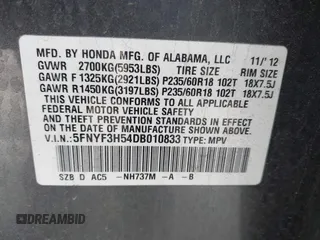 MFD. BY HONDA MFG. OF ALABAMA, LLC 11/'12
GVWR 2700KG(5953LBS) TIRE SIZE RIM SIZE
GAWR F 1325KG(2921LBS) P235/60R18 102T 18X7.5J
GAWR R 1450KG(3197LBS) P235/60R18 102T 18X7.5J
THIS VEHICLE CONFORMS TO ALL APPLICABLE FEDERAL
MOTOR VEHICLE SAFETY AND THEFT PREVENTION
STANDARDS IN EFFECT ON THE DATE OF
MANUFACTURE SHOWN ABOVE.
V.I.N.: 5FNYF3H54DB010833 TYPE: MPV
SZB D AC5 -NH737M -A -B
DREAMBID